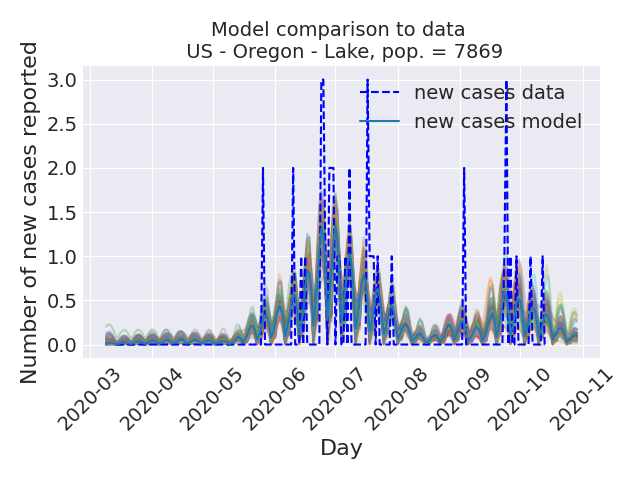 Model comparison to data
US - Oregon - Lake, pop. = 7869
Number of new cases reported
3.0
2.5
2.0
1.5
1.0
0.5
0.0
new cases data
new cases model
2020-03
2020-04
2020-05
2020-06
2020-07
2020-08
2020-09
2020-10
2020-11
Day